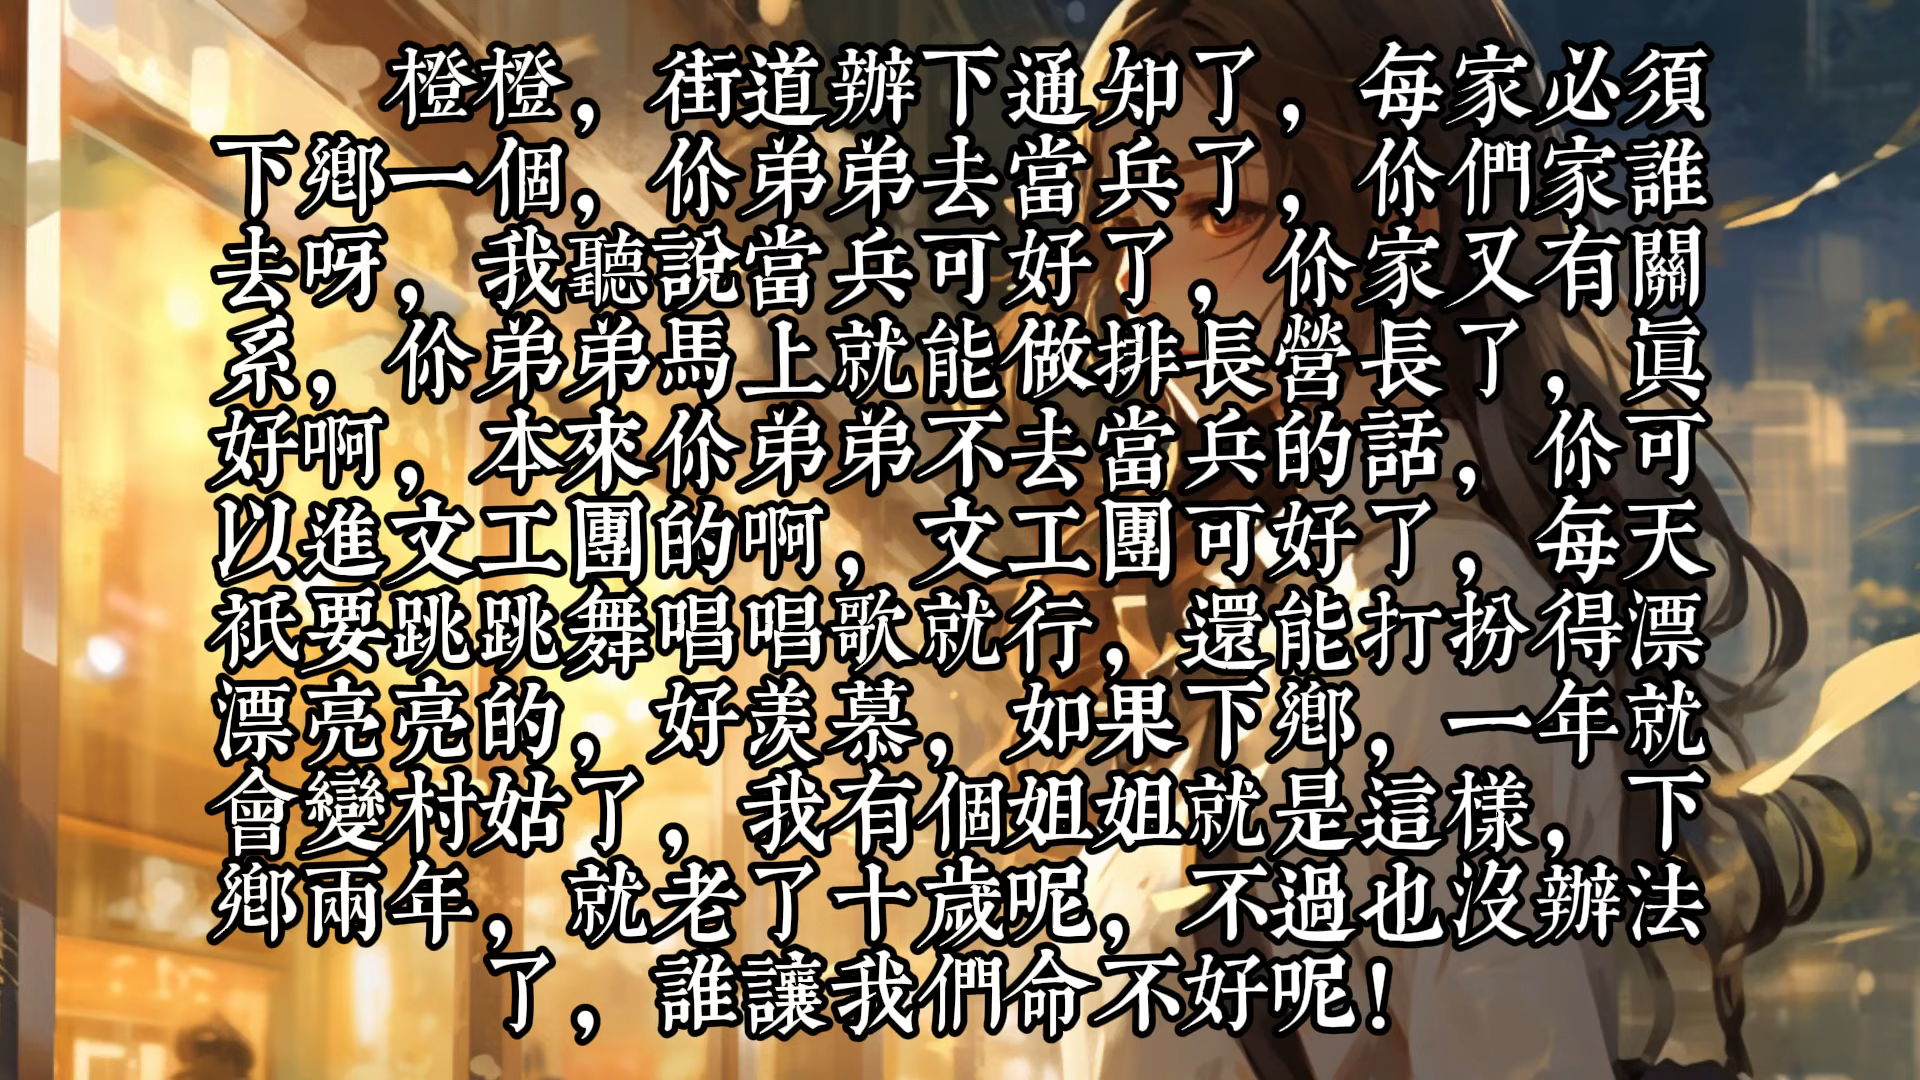 橙橙，街道辦下通知了，每家必須
下鄉一個，伱弟弟去當兵了，伱們家誰
去呀，我聽說當兵可好了，伱家又有關
系，伱弟弟馬上就能做排長營長了，眞
好啊，本來伱弟弟不去當兵的話，伱可
以進文工團的啊，文工團可好了，每天
衹要跳跳舞唱唱歌就行，還能打扮得漂
漂亮亮的，好羨慕，如果下鄉，一年就
會變村姑了，我有個姐姐就是這樣，下
鄉兩年，就老了十歲呢，不過也沒辦法
了，誰讓我們命不好呢！